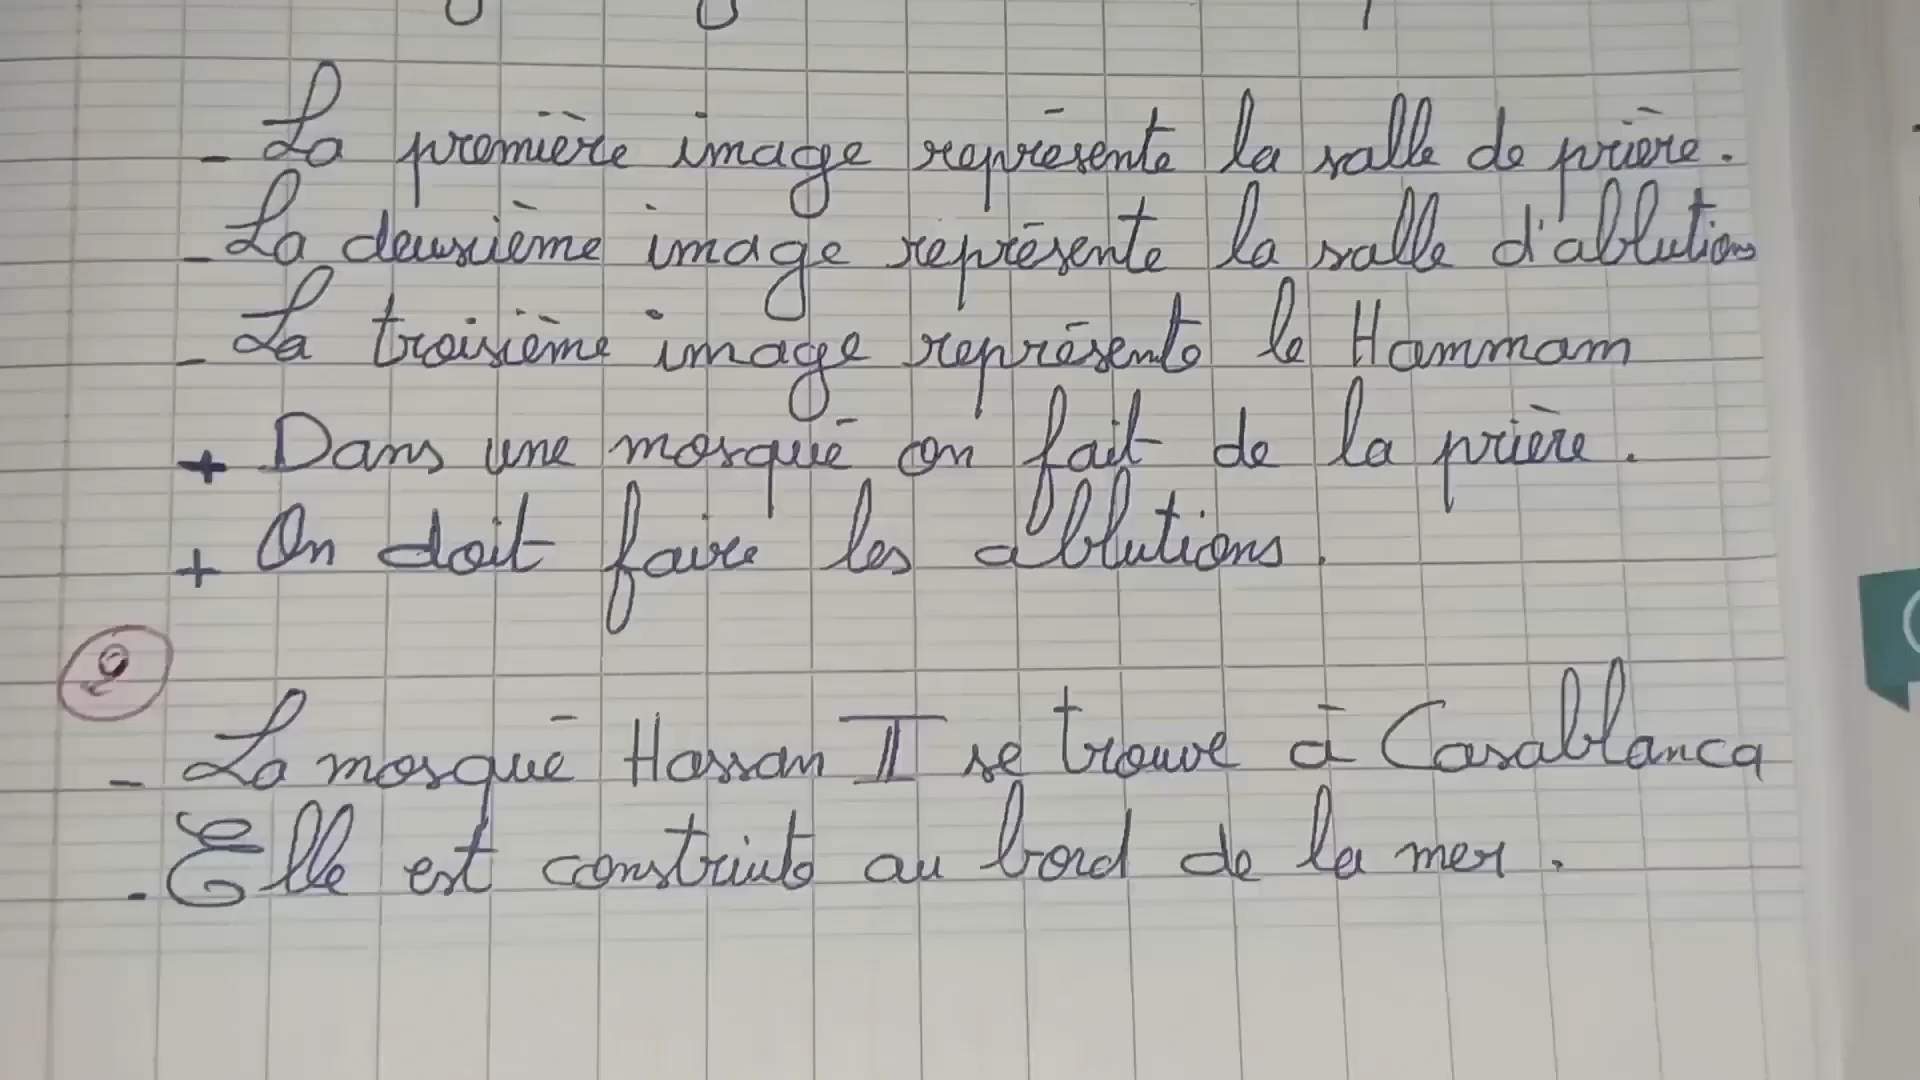 - La première image représente la salle de prière.
- La deuxième image représente la salle d'ablutions
- La troisième image représente le Hammam
+ Dans une mosqué on fait de la prière.
+ On doit faire les ablutions.
2
- La mosqué Hassan II se trouve à Casablanca
- Elle est construite au bord de la mer.